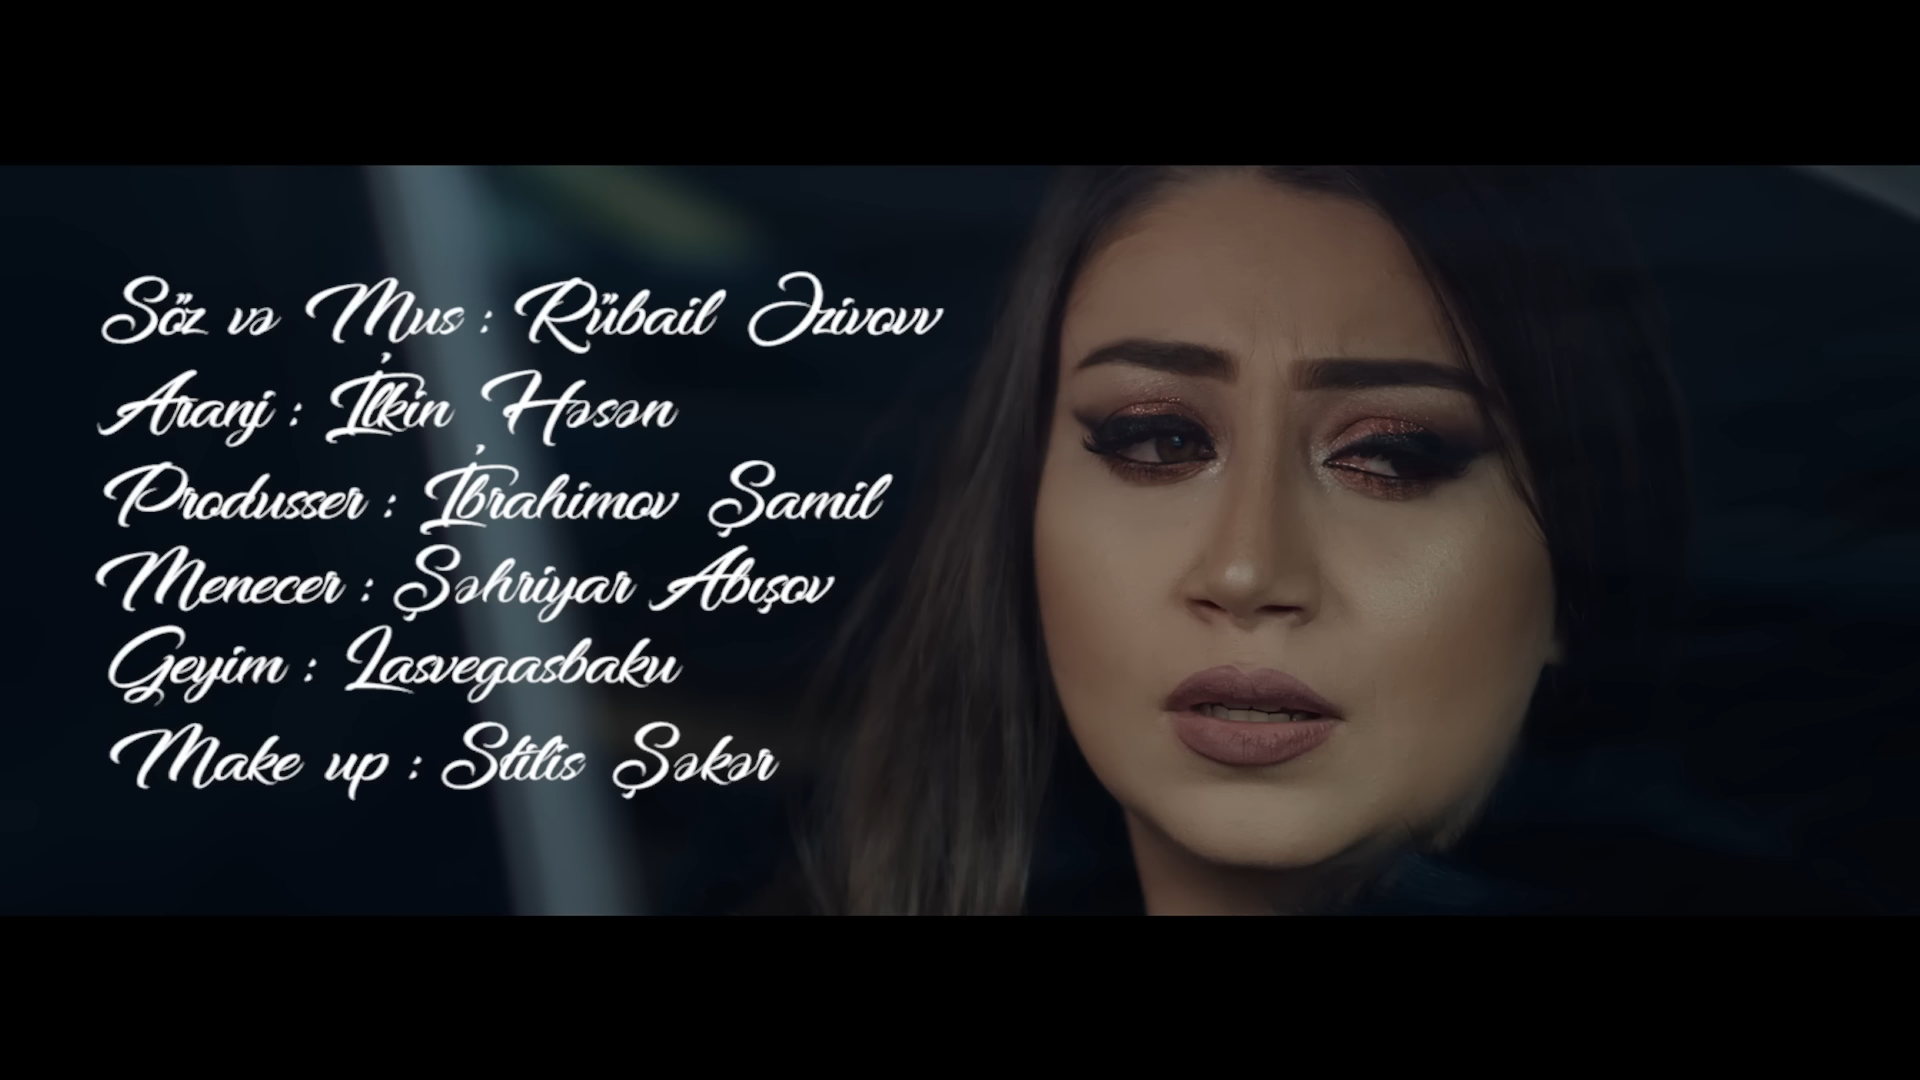 Söz və Mus : Rübail Əzivovv
Aranj : İlkin Həsən
Produsser : İbrahimov Şamil
Menecer : Şəhriyar Abışov
Geyim : Lasvegasbaku
Make up : Stilis Şəkər